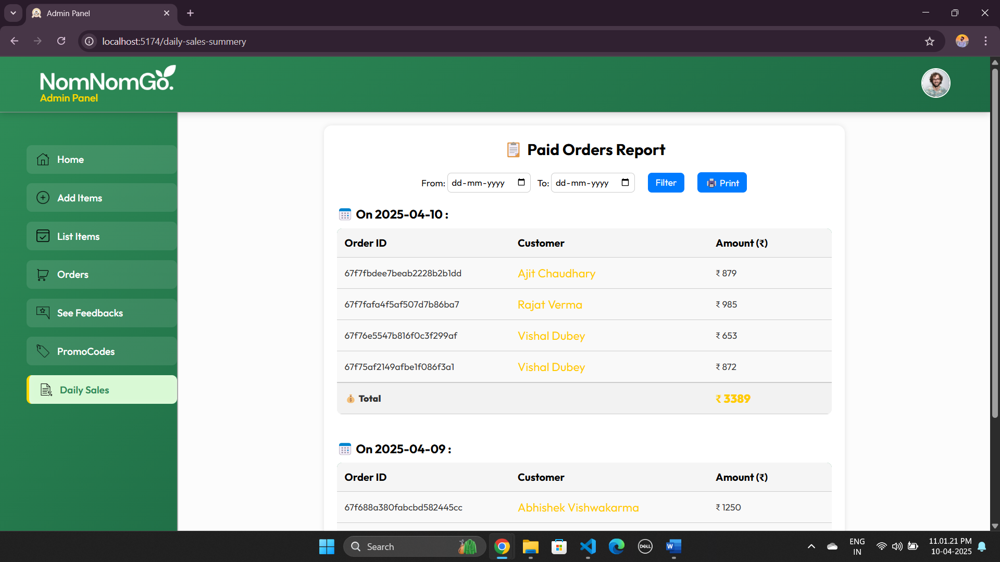 Admin Panel
localhost:5174/daily-sales-summery
NomNomGo.
Admin Panel
Home
Add Items
List Items
Orders
See Feedbacks
PromoCodes
Daily Sales
Paid Orders Report
From: dd-mm-yyyy To: dd-mm-yyyy Filter Print
On 2025-04-10 :
Order ID Customer Amount (₹)
67f7fbdee7beab2228b2b1dd Ajit Chaudhary ₹ 879
67f7fafa4f5af507d7b86ba7 Rajat Verma ₹ 985
67f76e5547b816f0c3f299af Vishal Dubey ₹ 653
67f75af2149afbe1f086f3a1 Vishal Dubey ₹ 872
Total ₹ 3389
On 2025-04-09 :
Order ID Customer Amount (₹)
67f688a380fabcbd582445cc Abhishek Vishwakarma ₹ 1250
Search
DELL
W
ENG
IN
11.01.21 PM
10-04-2025